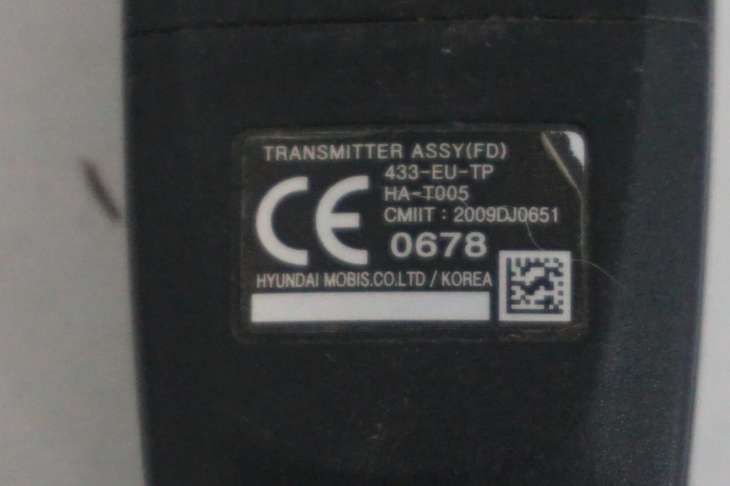 TRANSMITTER ASSY(FD)
433-EU-TP
HA-T005
CMIIT : 2009DJ0651
CE 0678
HYUNDAI MOBIS.CO.LTD / KOREA